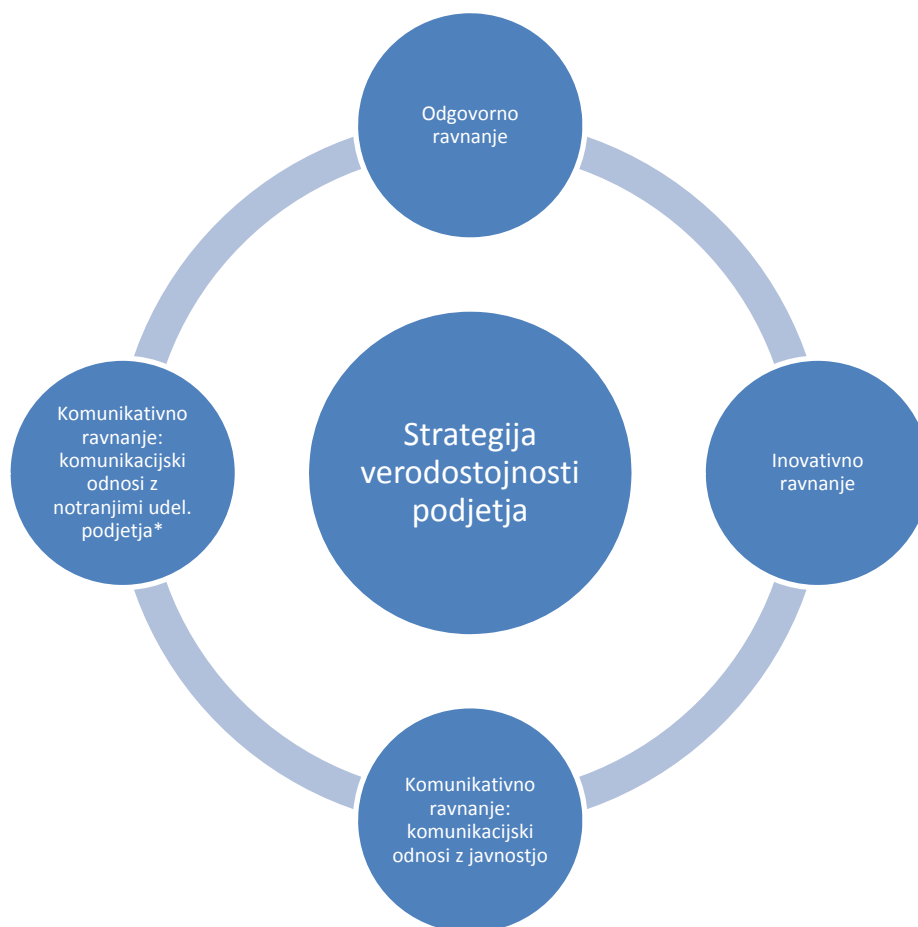 Odgovorno
ravnanje
Komunikativno
ravnanje:
komunikacijski
odnosi z
notranjimi udel.
podjetja*
Strategija
verodostojnosti
podjetja
Inovativno
ravnanje
Komunikativno
ravnanje:
komunikacijski
odnosi z javnostjo